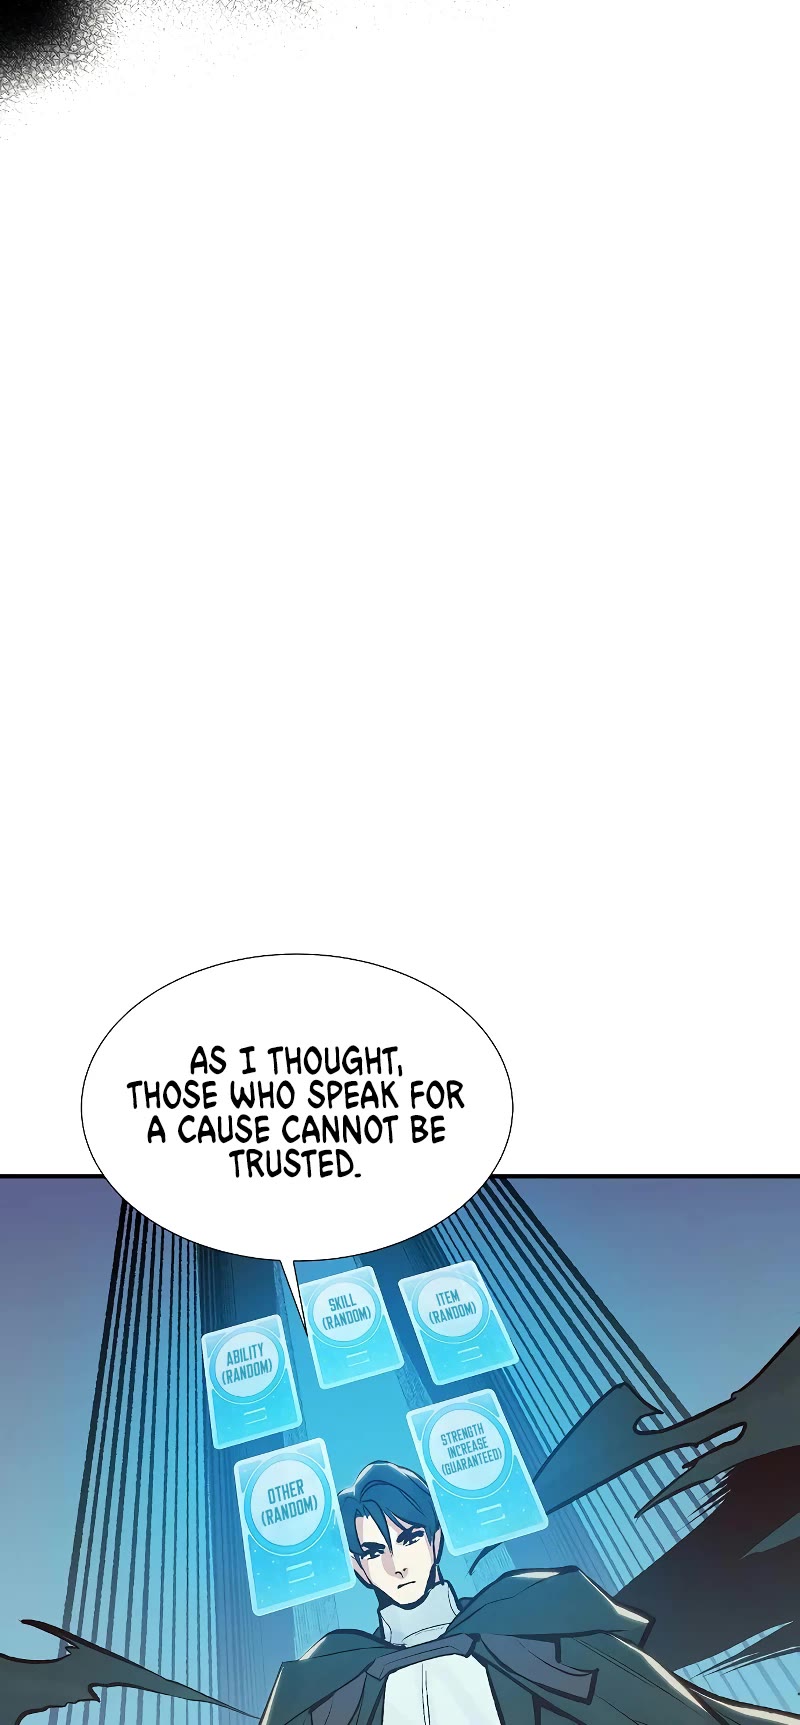 AS I THOUGHT,
THOSE WHO SPEAK FOR
A CAUSE CANNOT BE
TRUSTED.
SKILL
(RANDOM)
ITEM
(RANDOM)
ABILITY
(RANDOM)
STRENGTH
INCREASE
(GUARANTEED)
OTHER
(RANDOM)